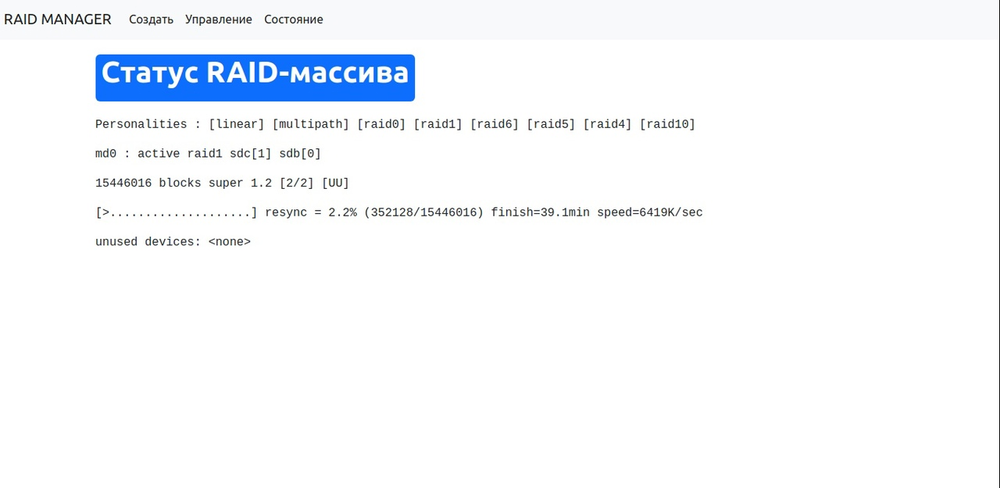 RAID MANAGER Создать Управление Состояние
Статус RAID-массива
Personalities : [linear] [multipath] [raid0] [raid1] [raid6] [raid5] [raid4] [raid10]
md0 : active raid1 sdc[1] sdb[0]
15446016 blocks super 1.2 [2/2] [UU]
[>....................] resync = 2.2% (352128/15446016) finish=39.1min speed=6419K/sec
unused devices: <none>